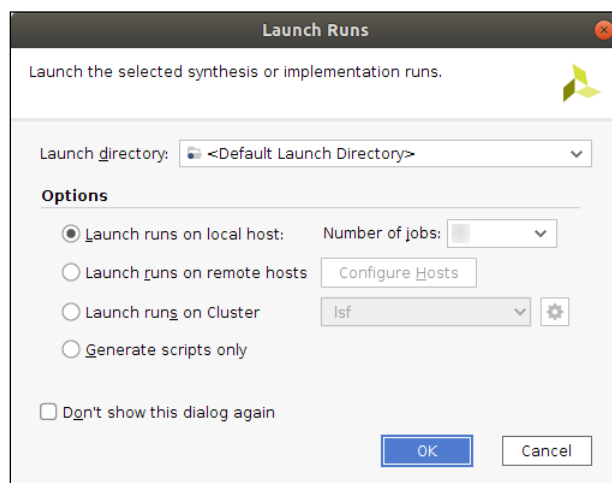 Launch Runs
Launch the selected synthesis or implementation runs.
Launch directory: <Default Launch Directory>
Options
Launch runs on local host: Number of jobs:
Launch runs on remote hosts Configure Hosts
Launch runs on Cluster lsf
Generate scripts only
Don't show this dialog again
OK Cancel